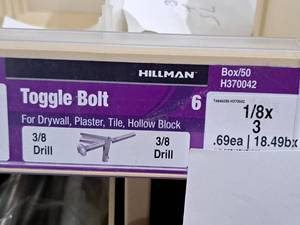 HILLMAN
Box/50
H370042
Toggle Bolt
6
For Drywall, Plaster, Tile, Hollow Block
3/8
Drill
3/8
Drill
1/8x
3
.69ea | 18.49bx